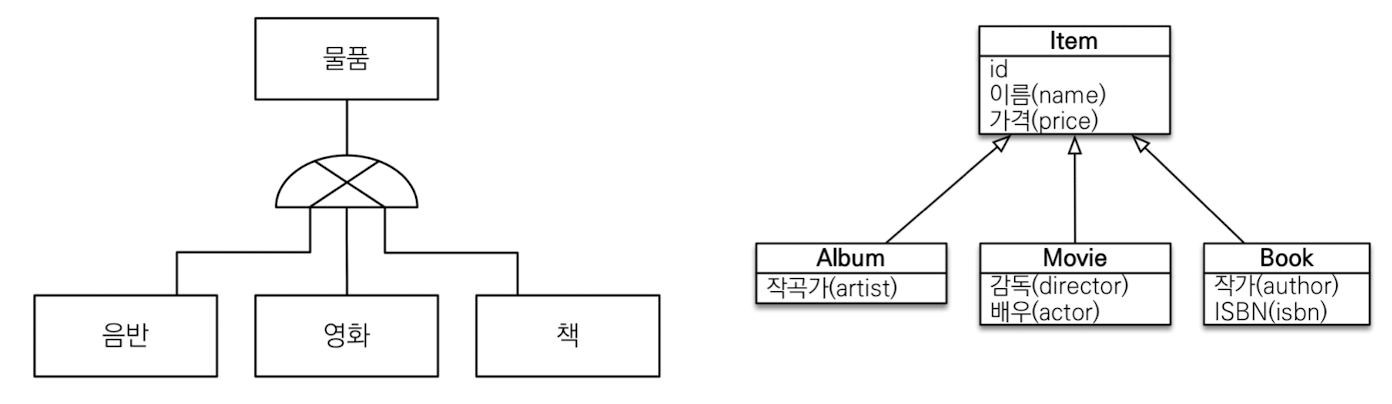 물품
음반
영화
책
Item
id
이름(name)
가격(price)
Album
작곡가(artist)
Movie
감독(director)
배우(actor)
Book
작가(author)
ISBN(isbn)